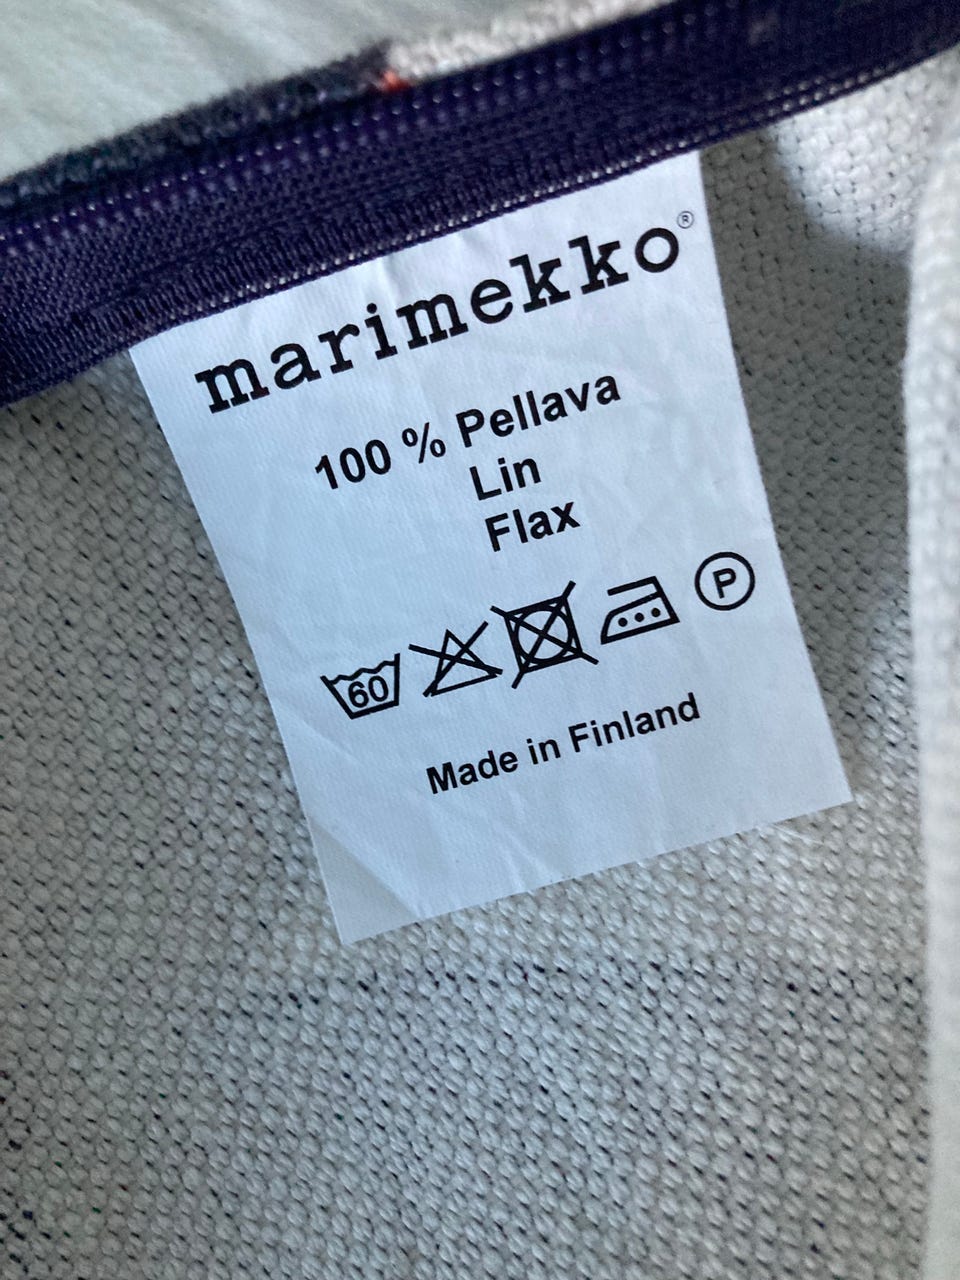 marimekko®
100 % Pellava
Lin
Flax
60 P
Made in Finland